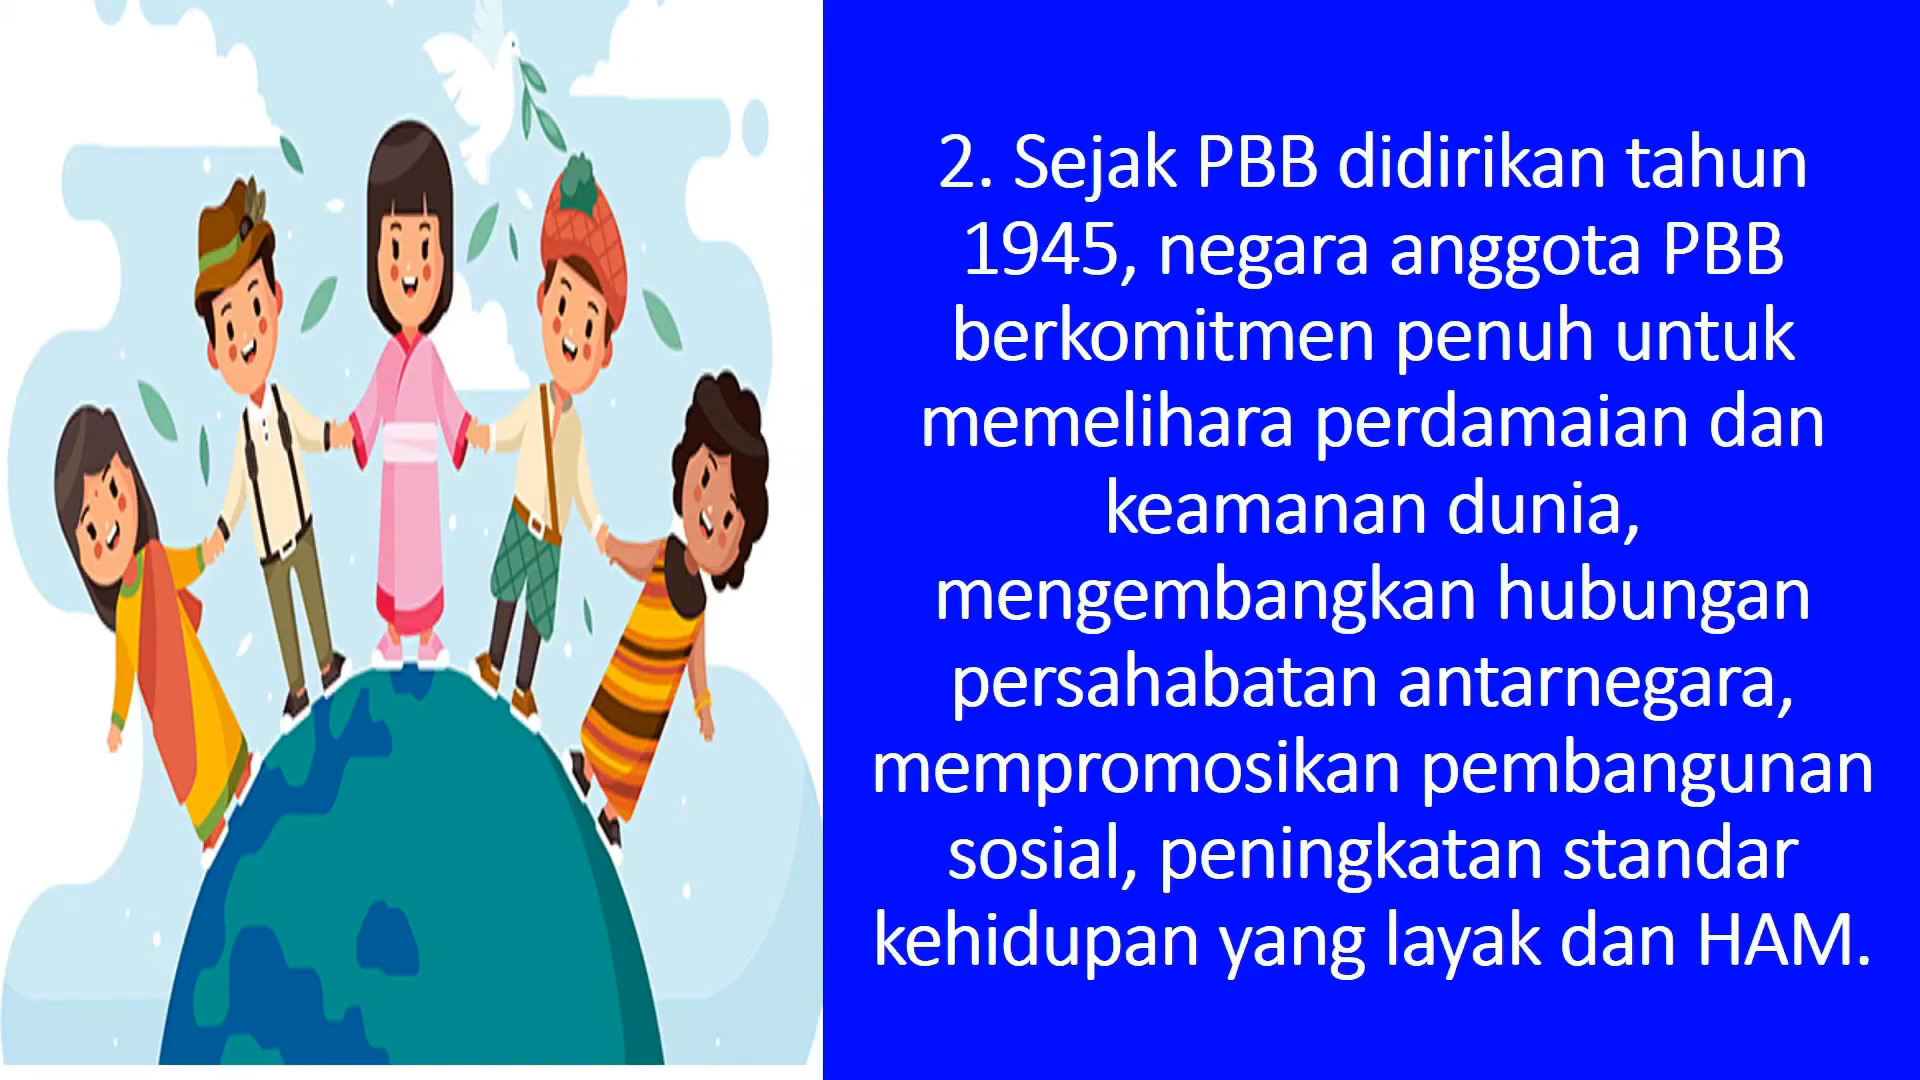 2. Sejak PBB didirikan tahun
1945, negara anggota PBB
berkomitmen penuh untuk
memelihara perdamaian dan
keamanan dunia,
mengembangkan hubungan
persahabatan antarnegara,
mempromosikan pembangunan
sosial, peningkatan standar
kehidupan yang layak dan HAM.